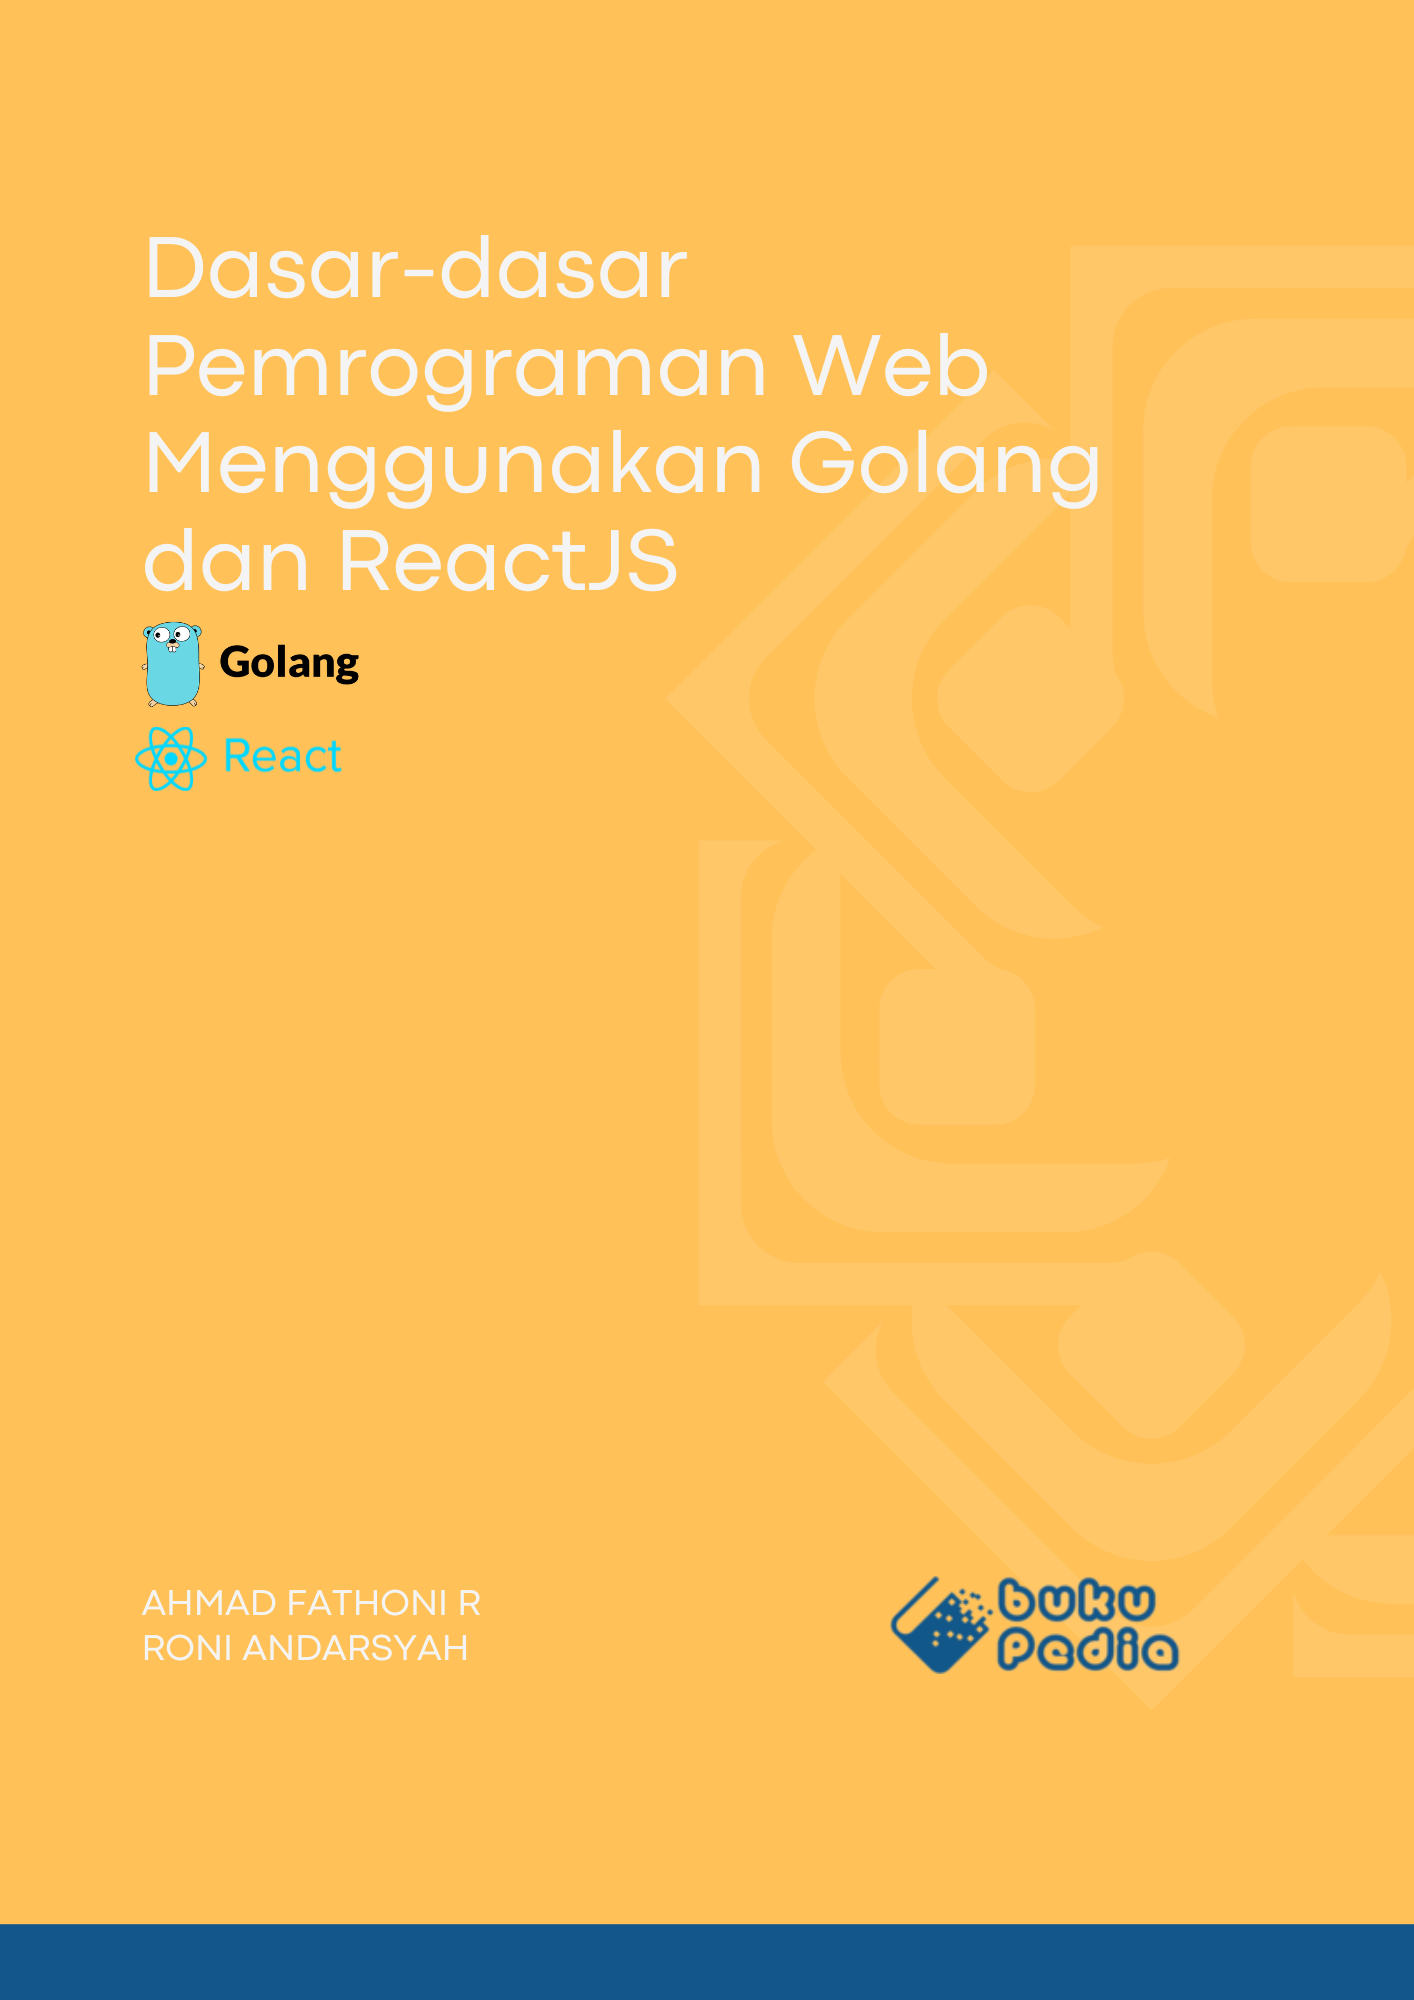 Dasar-dasar
Pemrograman Web
Menggunakan Golang
dan ReactJS
Golang
React
AHMAD FATHONI R
RONI ANDARSYAH
buku
pedia